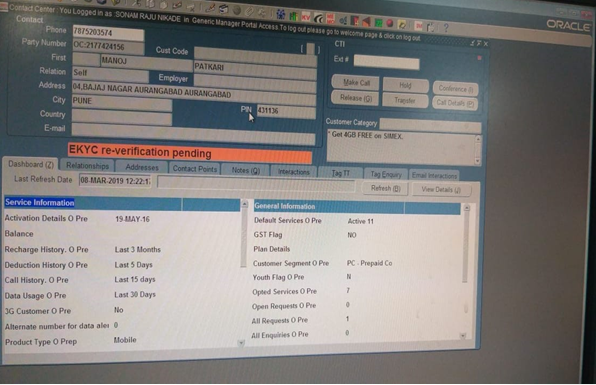 Contact Center :You Logged in as :SONAM RAJU NIKADE in Generic Manager Portal Access.To log out please go to welcome page & click on log out
ORACLE
Contact
Phone 7875203574
Party Number OC:2177424156 Cust Code
First MANOJ PATKARI
Relation Self Employer
Address 04,BAJAJ NAGAR AURANGABAD AURANGABAD
City PUNE PIN 431136
Country
E-mail
CTI
Ext #
Make Call Hold Conference (I)
Release (G) Transfer Call Details (P)
Customer Category
* Get 4GB FREE on SIMEX.
EKYC re-verification pending
Dashboard (Z) Relationships Addresses Contact Points Notes (Q) Interactions Tag TT Tag Enquiry Email Interactions
Last Refresh Date 08-MAR-2019 12:22:1 Refresh (B) View Details (J)
Service Information
Activation Details O Pre 19-MAY-16
Balance
Recharge History. O Pre Last 3 Months
Deduction History O Pre Last 5 Days
Call History. O Pre Last 15 days
Data Usage O Pre Last 30 Days
3G Customer O Pre No
Alternate number for data aler 0
Product Type O Prep Mobile
General Information
Default Services O Pre Active 11
GST Flag NO
Plan Details
Customer Segment O Pre PC - Prepaid Co
Youth Flag O Pre N
Opted Services O Pre 7
Open Requests O Pre 0
All Requests O Pre 1
All Enquiries O Pre 0